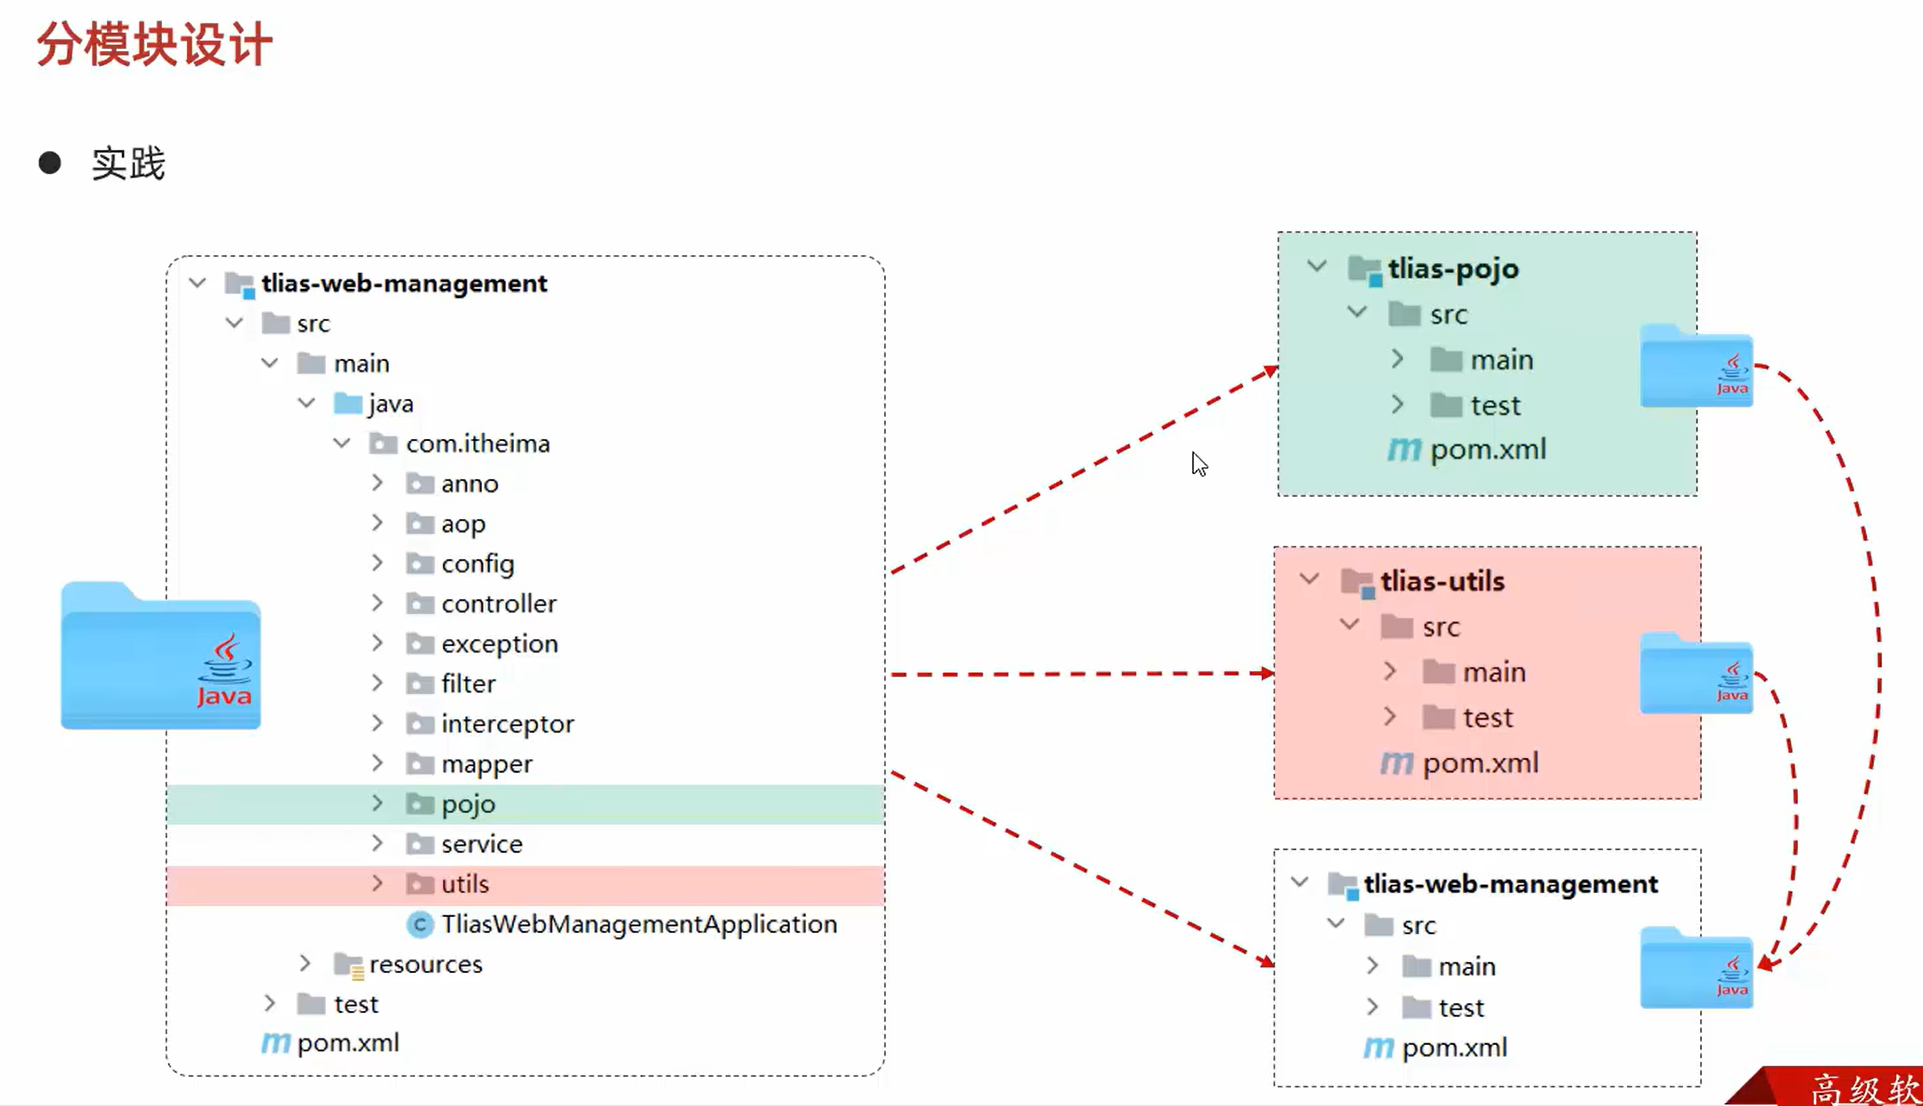 分模块设计
实践
tlias-web-management
src
main
java
com.itheima
anno
aop
config
controller
exception
filter
interceptor
mapper
pojo
service
utils
C TliasWebManagementApplication
resources
test
m pom.xml
Java
tlias-pojo
src
main
test
m pom.xml
Java
tlias-utils
src
main
test
m pom.xml
Java
tlias-web-management
src
main
test
m pom.xml
Java
高级软